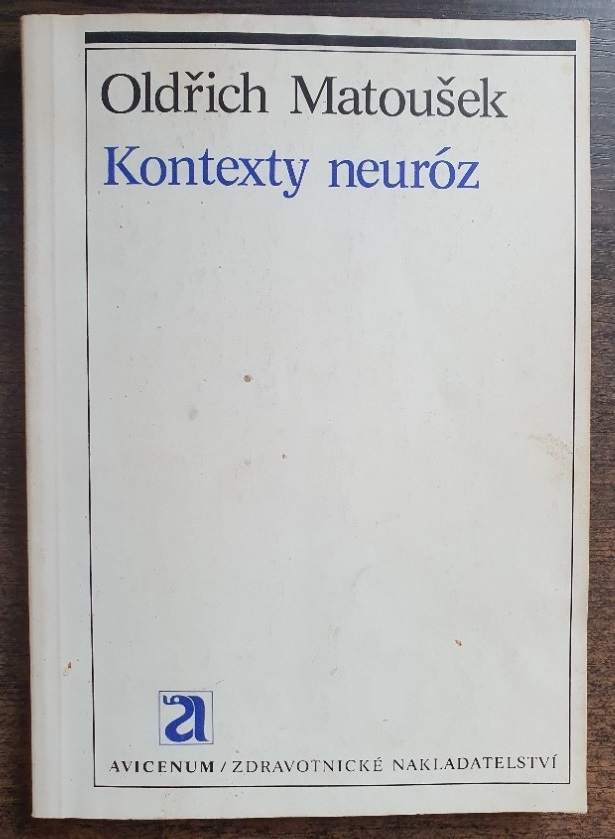 Oldřich Matoušek
Kontexty neuróz
AVICENUM / ZDRAVOTNICKÉ NAKLADATELSTVÍ